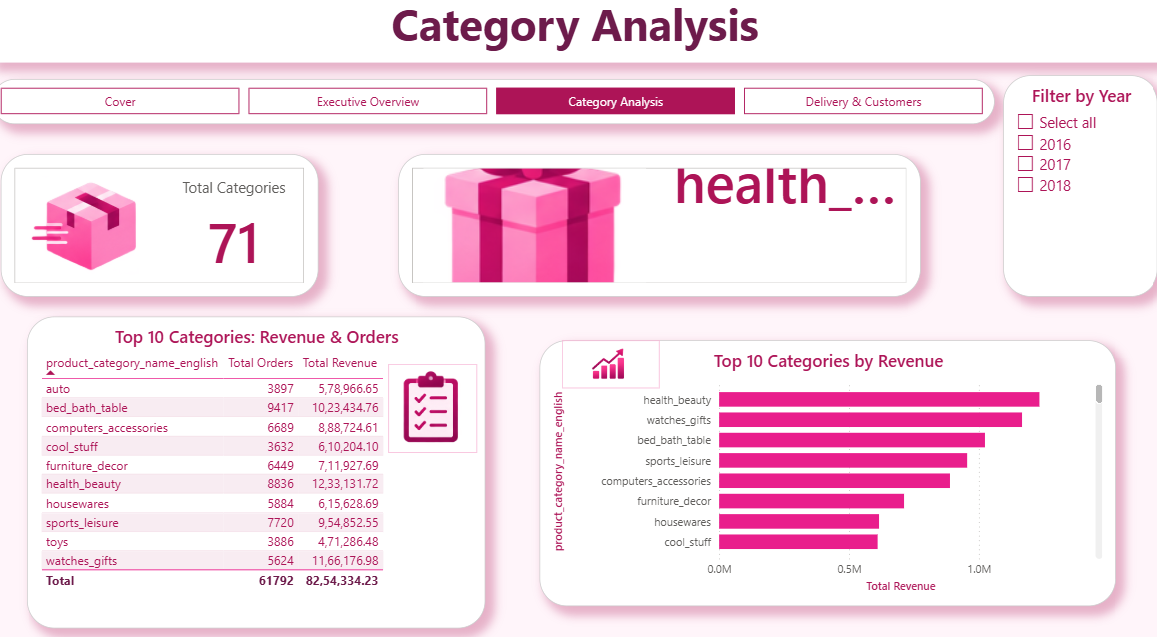 Category Analysis
Cover
Executive Overview
Category Analysis
Delivery & Customers
Filter by Year
Select all
2016
2017
2018
Total Categories
71
health_...
Top 10 Categories: Revenue & Orders
product_category_name_english Total Orders Total Revenue
auto 3897 5,78,966.65
bed_bath_table 9417 10,23,434.76
computers_accessories 6689 8,88,724.61
cool_stuff 3632 6,10,204.10
furniture_decor 6449 7,11,927.69
health_beauty 8836 12,33,131.72
housewares 5884 6,15,628.69
sports_leisure 7720 9,54,852.55
toys 3886 4,71,286.48
watches_gifts 5624 11,66,176.98
Total 61792 82,54,334.23
Top 10 Categories by Revenue
product_category_name_english
health_beauty
watches_gifts
bed_bath_table
sports_leisure
computers_accessories
furniture_decor
housewares
cool_stuff
0.0M 0.5M 1.0M
Total Revenue